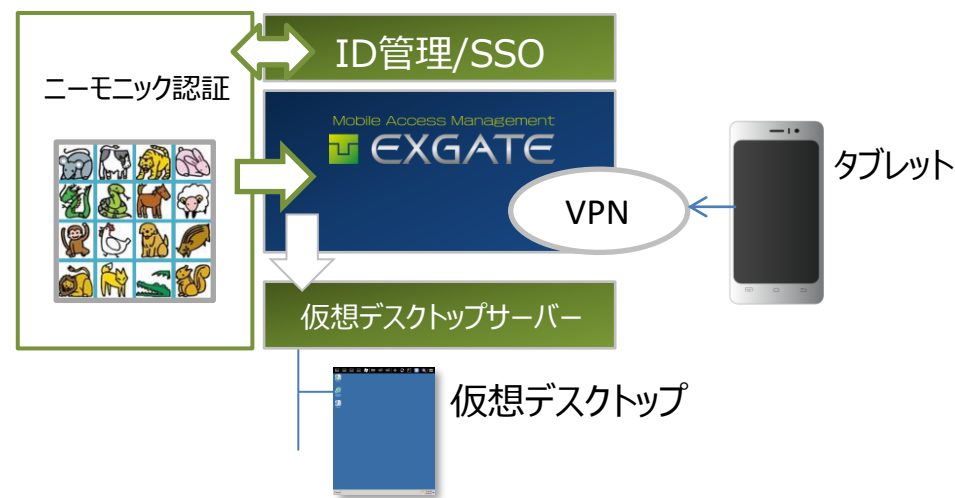 ID管理/SSO
ニーモニック認証
Mobile Access Management
EXGATE
VPN
タブレット
仮想デスクトップサーバー
仮想デスクトップ